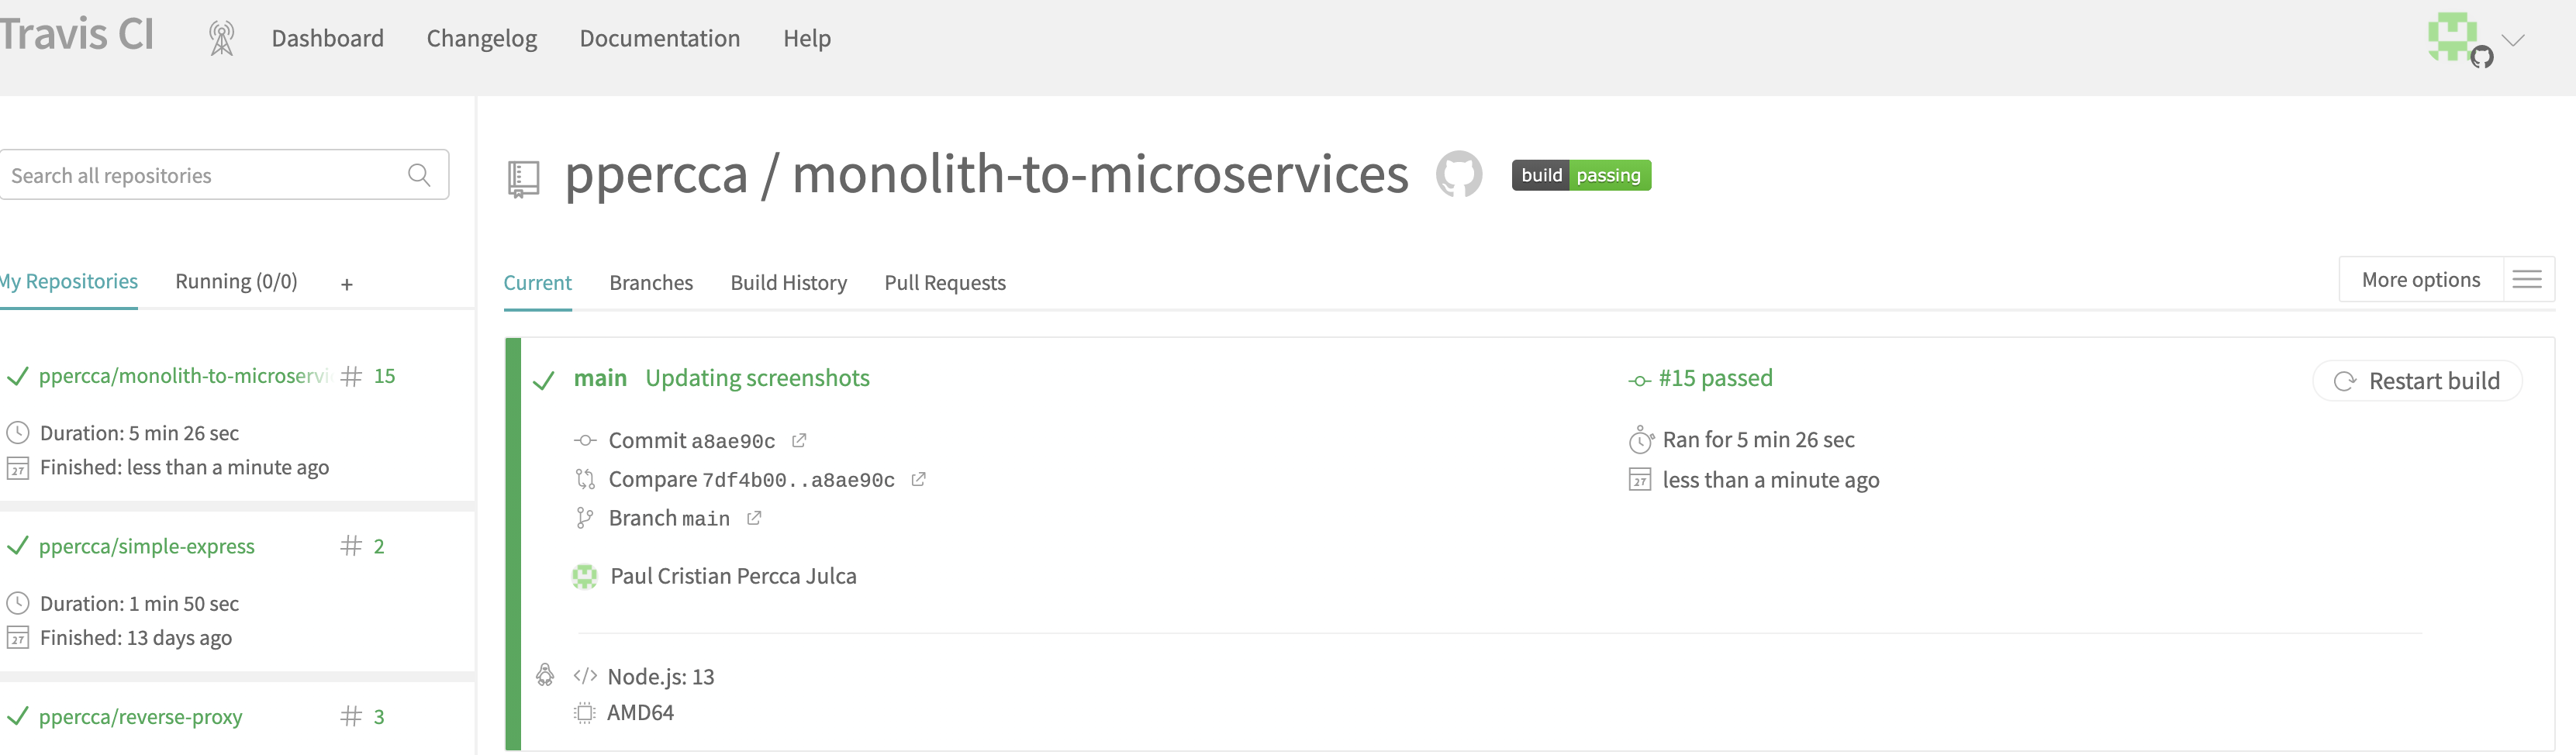 Travis CI
Dashboard
Changelog
Documentation
Help
Search all repositories
My Repositories
Running (0/0)
+
ppercca/monolith-to-microservi
# 15
Duration: 5 min 26 sec
27
Finished: less than a minute ago
ppercca/simple-express
# 2
Duration: 1 min 50 sec
27
Finished: 13 days ago
ppercca/reverse-proxy
# 3
ppercca / monolith-to-microservices
build passing
Current
Branches
Build History
Pull Requests
More options
main Updating screenshots
Commit a8ae90c
Compare 7df4b00..a8ae90c
Branch main
Paul Cristian Percca Julca
#15 passed
Ran for 5 min 26 sec
27
less than a minute ago
Restart build
</> Node.js: 13
AMD64